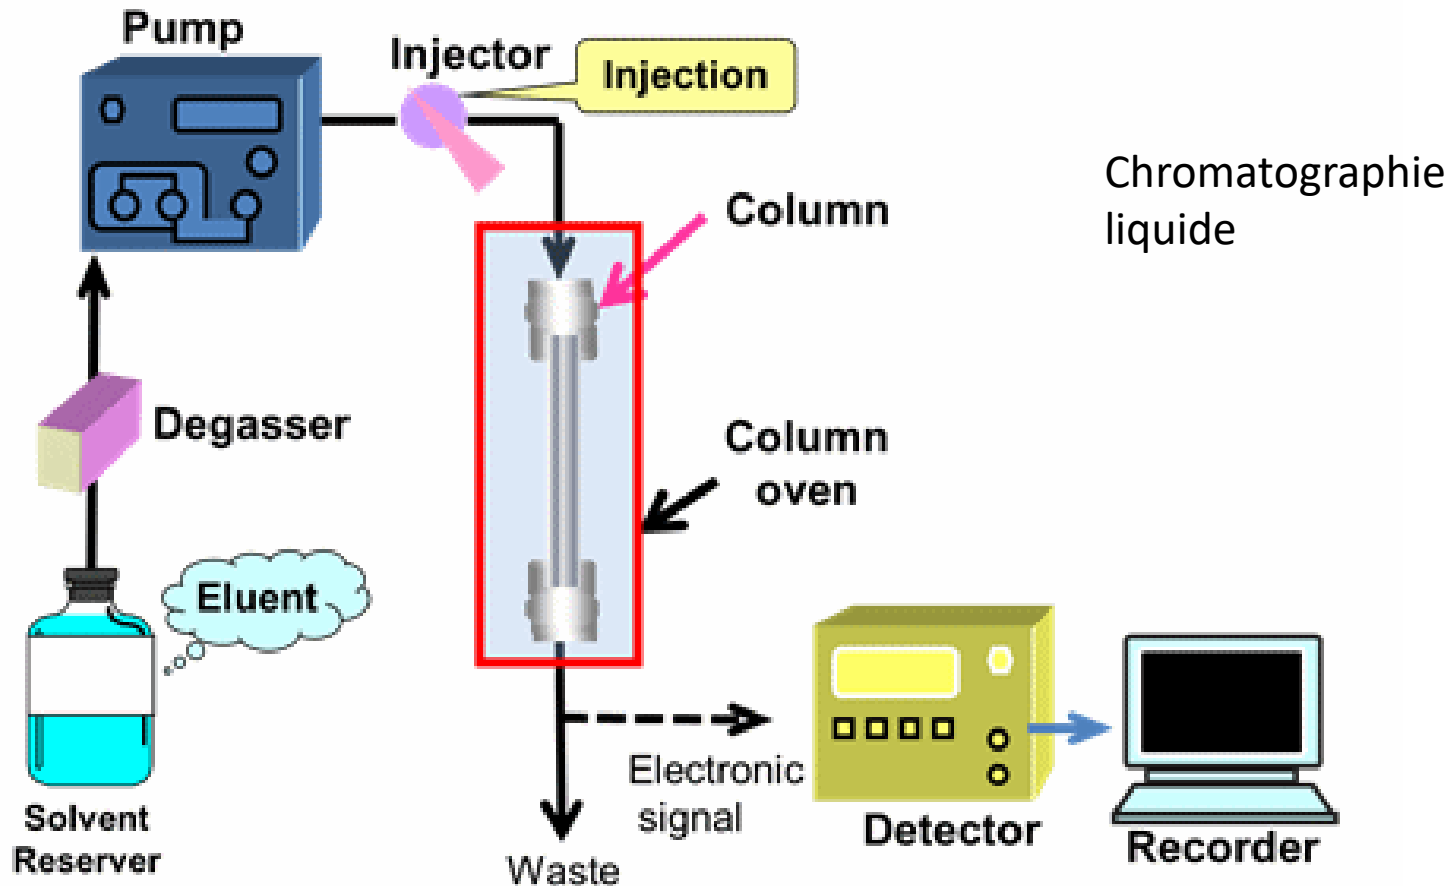 Pump
Injector
Injection
Chromatographie
liquide
Column
Degasser
Column
oven
Eluent
Electronic
signal
Solvent
Reserver
Detector
Recorder
Waste